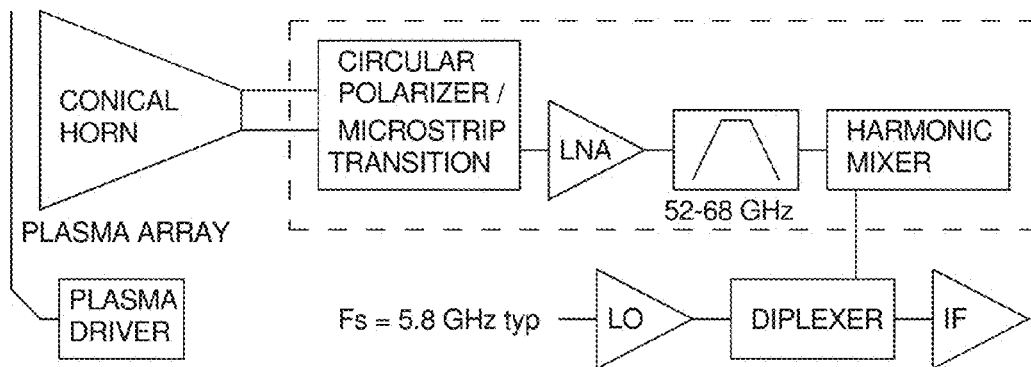 CONICAL
HORN
CIRCULAR
POLARIZER /
MICROSTRIP
TRANSITION
LNA
52-68 GHz
HARMONIC
MIXER
PLASMA ARRAY
PLASMA
DRIVER
Fs = 5.8 GHz typ
LO
DIPLEXER
IF